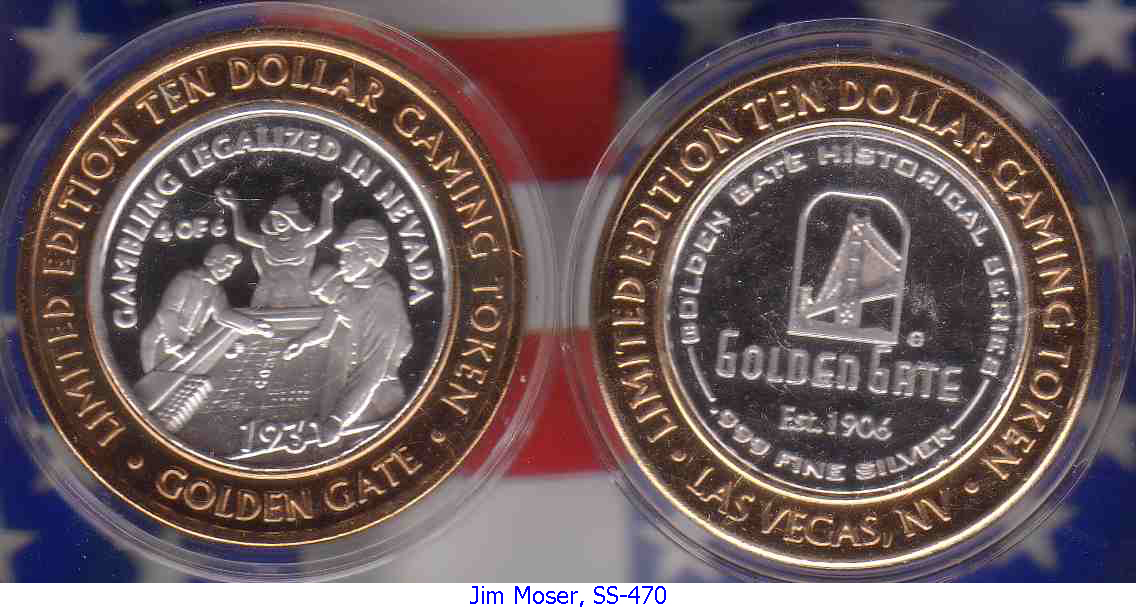 LIMITED EDITION TEN DOLLAR GAMING TOKEN
• GOLDEN GATE •
GAMBLING LEGALIZED IN NEVADA
4 OF 6
1931
LIMITED EDITION TEN DOLLAR GAMING TOKEN
• LAS VEGAS, NV •
GOLDEN GATE HISTORICAL SERIES
G
GOLDEN GATE
Est. 1906
.999 FINE SILVER
Jim Moser, SS-470